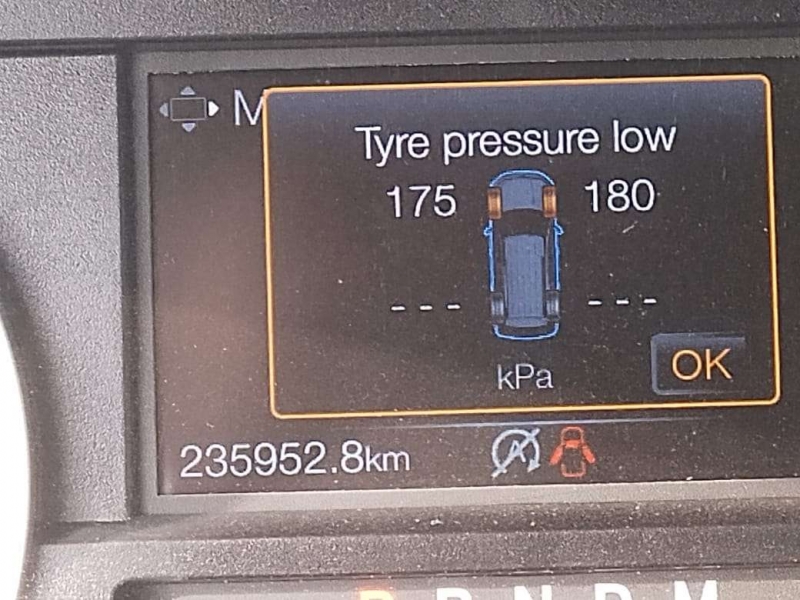 M
Tyre pressure low
175 180
--- ---
kPa
OK
235952.8km
A
P R N D M